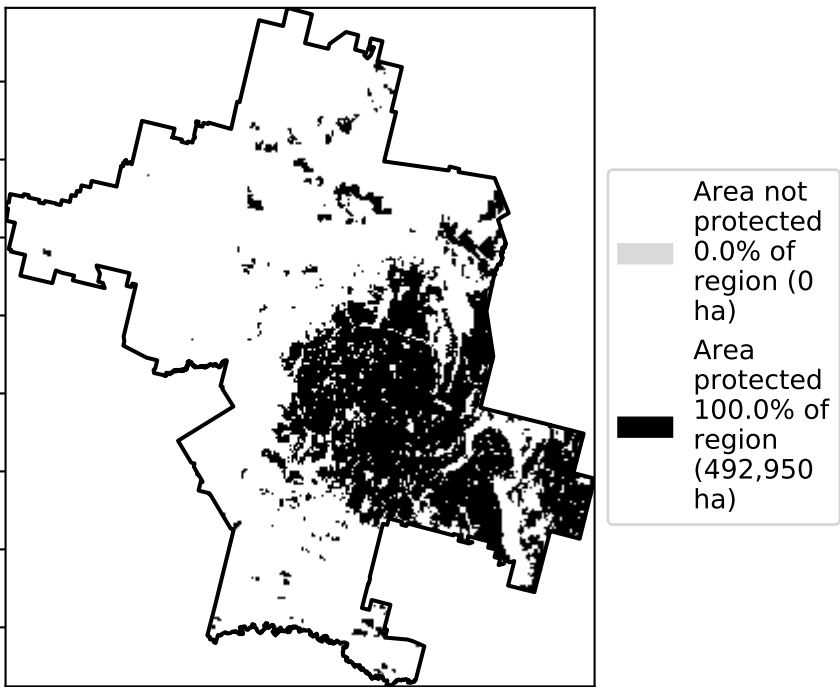 Area not
protected
0.0% of
region (0
ha)
Area
protected
100.0% of
region
(492,950
ha)